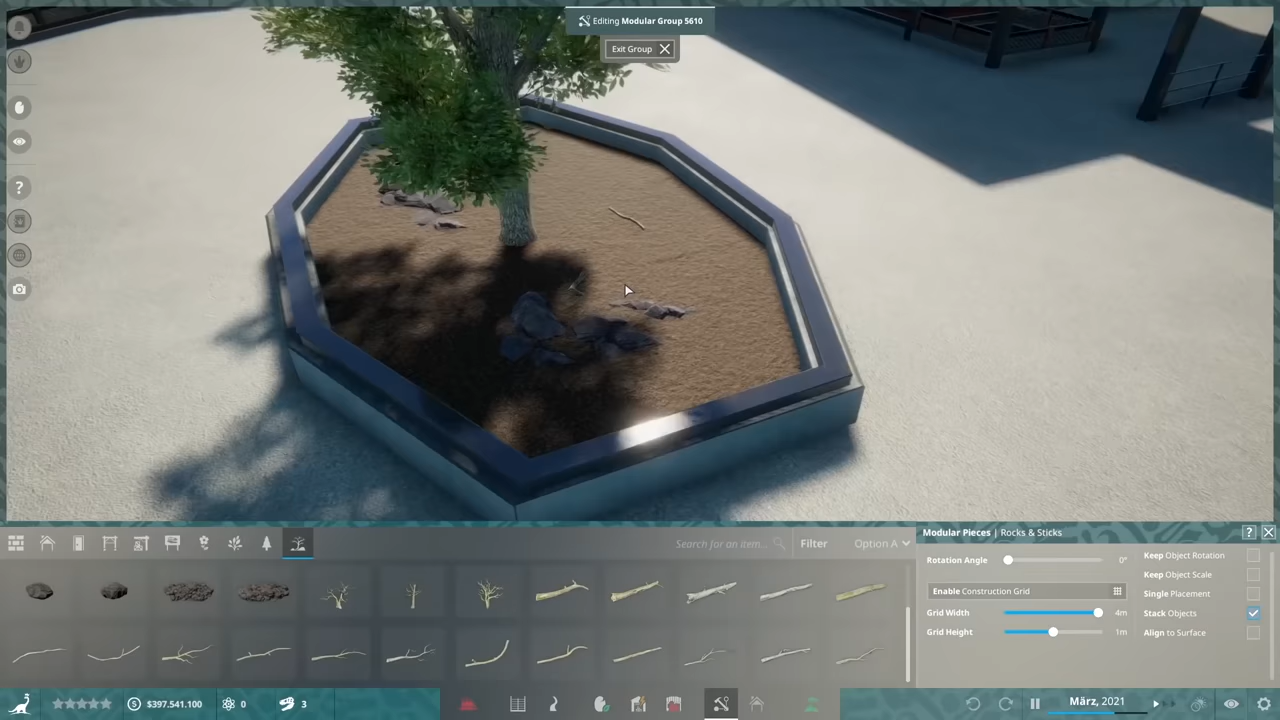 Editing Modular Group 5610
Exit Group
Search for an item...
Filter
Option A
Modular Pieces | Rocks & Sticks
?
Rotation Angle
0°
Enable Construction Grid
Grid Width
4m
Grid Height
1m
Keep Object Rotation
Keep Object Scale
Single Placement
Stack Objects
Align to Surface
?
$397.541.100
0
3
März, 2021